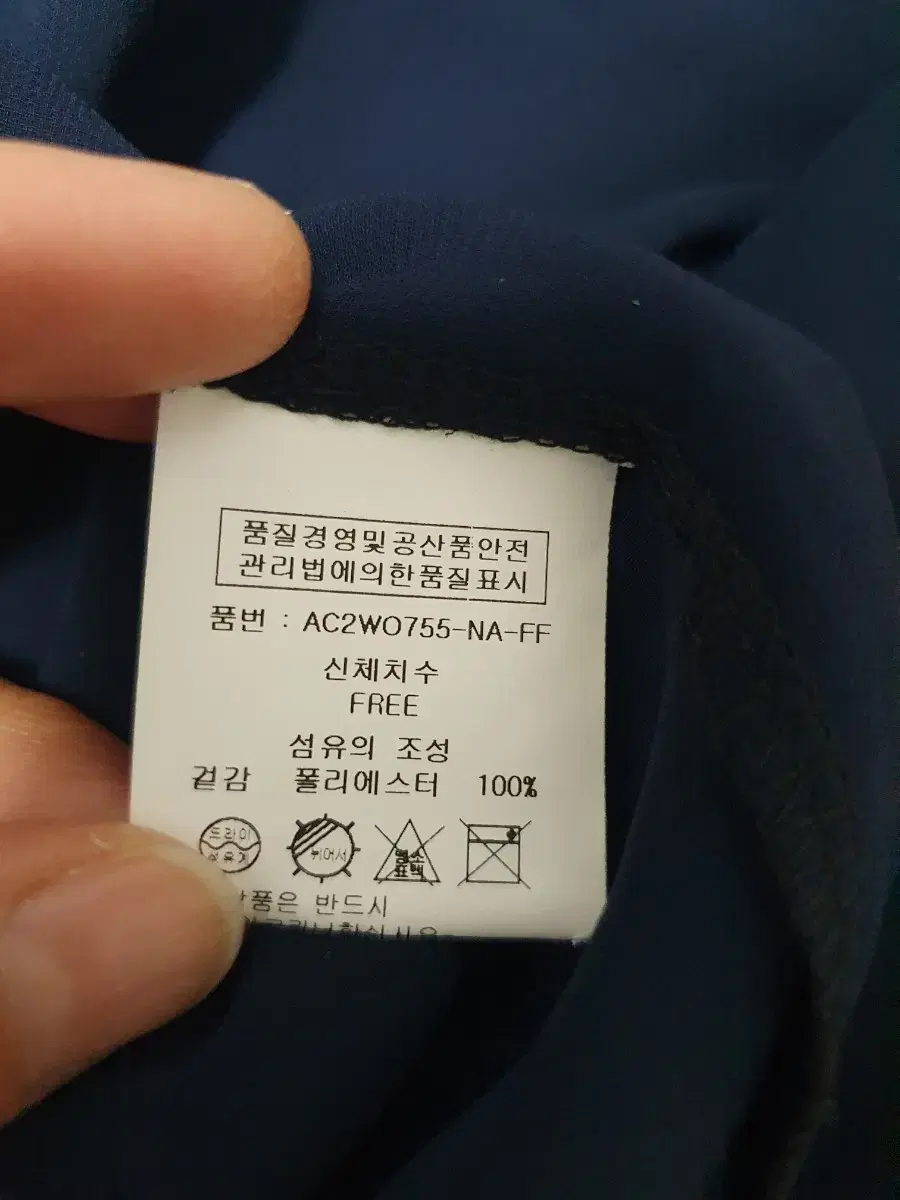 품질경영및공산품안전
관리법에의한품질표시
품번 : AC2WO755-NA-FF
신체치수
FREE
섬유의 조성
겉감 폴리에스터 100%
드라이
뉘어서
염소
표백
반드시